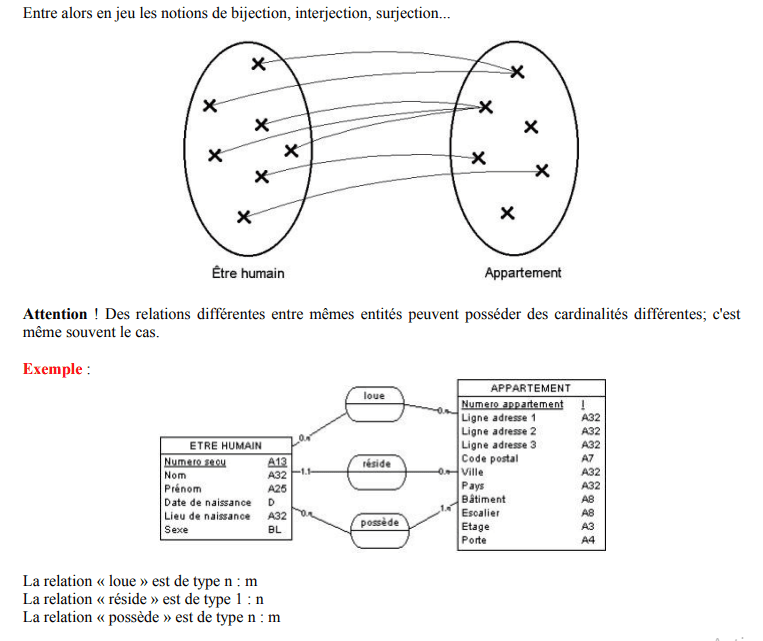 Entre alors en jeu les notions de bijection, interjection, surjection...
Être humain
Appartement
Attention ! Des relations différentes entre mêmes entités peuvent posséder des cardinalités différentes; c'est
même souvent le cas.
Exemple :
loue
0,n
0,n
réside
1,1
0,n
possède
0,n
1,n
ETRE HUMAIN
Numero secu A13
Nom A32
Prénom A25
Date de naissance D
Lieu de naissance A32
Sexe BL
APPARTEMENT
Numero appartement I
Ligne adresse 1 A32
Ligne adresse 2 A32
Ligne adresse 3 A32
Code postal A7
Ville A32
Pays A32
Bâtiment A8
Escalier A8
Etage A3
Porte A4
La relation « loue » est de type n : m
La relation « réside » est de type 1 : n
La relation « possède » est de type n : m